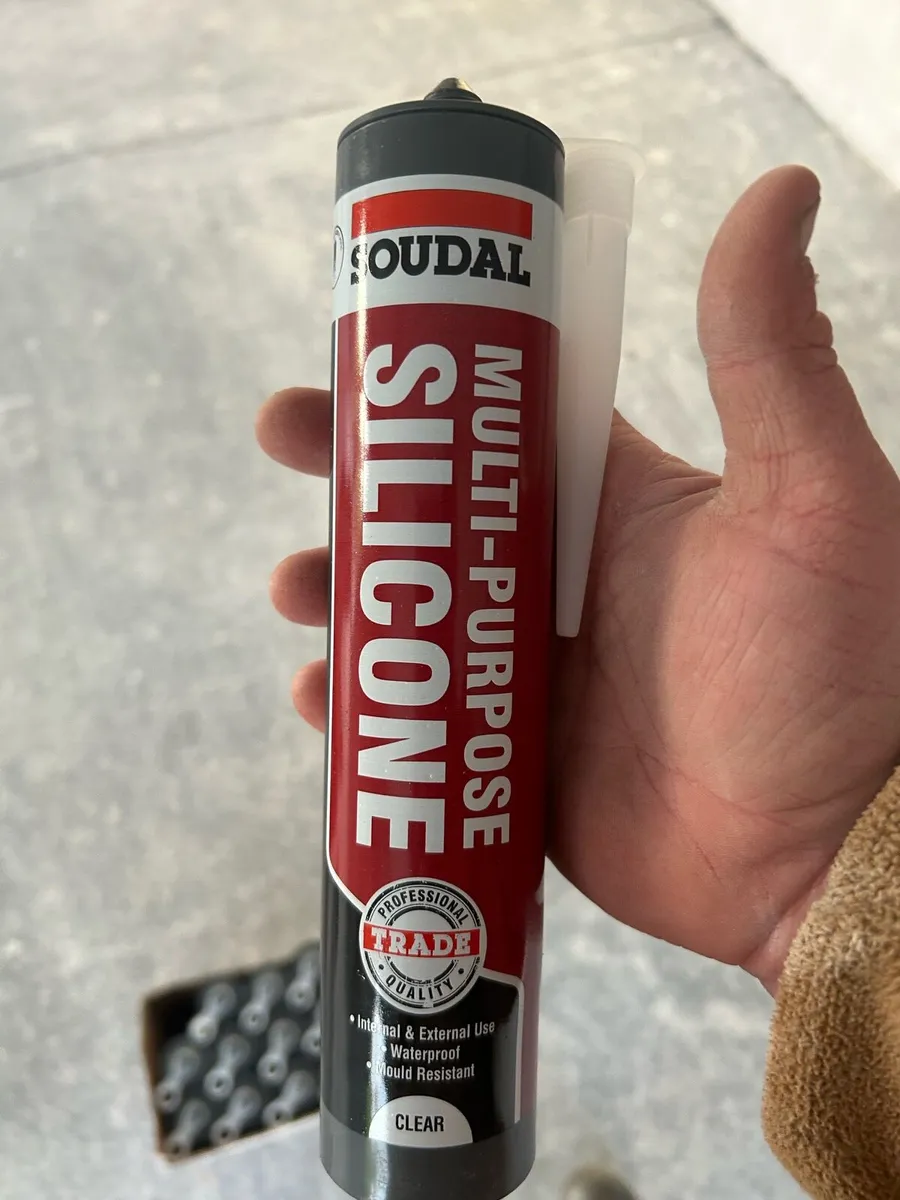 SOUDAL
MULTI-PURPOSE
SILICONE
PROFESSIONAL
TRADE
QUALITY
• Internal & External Use
• Waterproof
• Mould Resistant
CLEAR